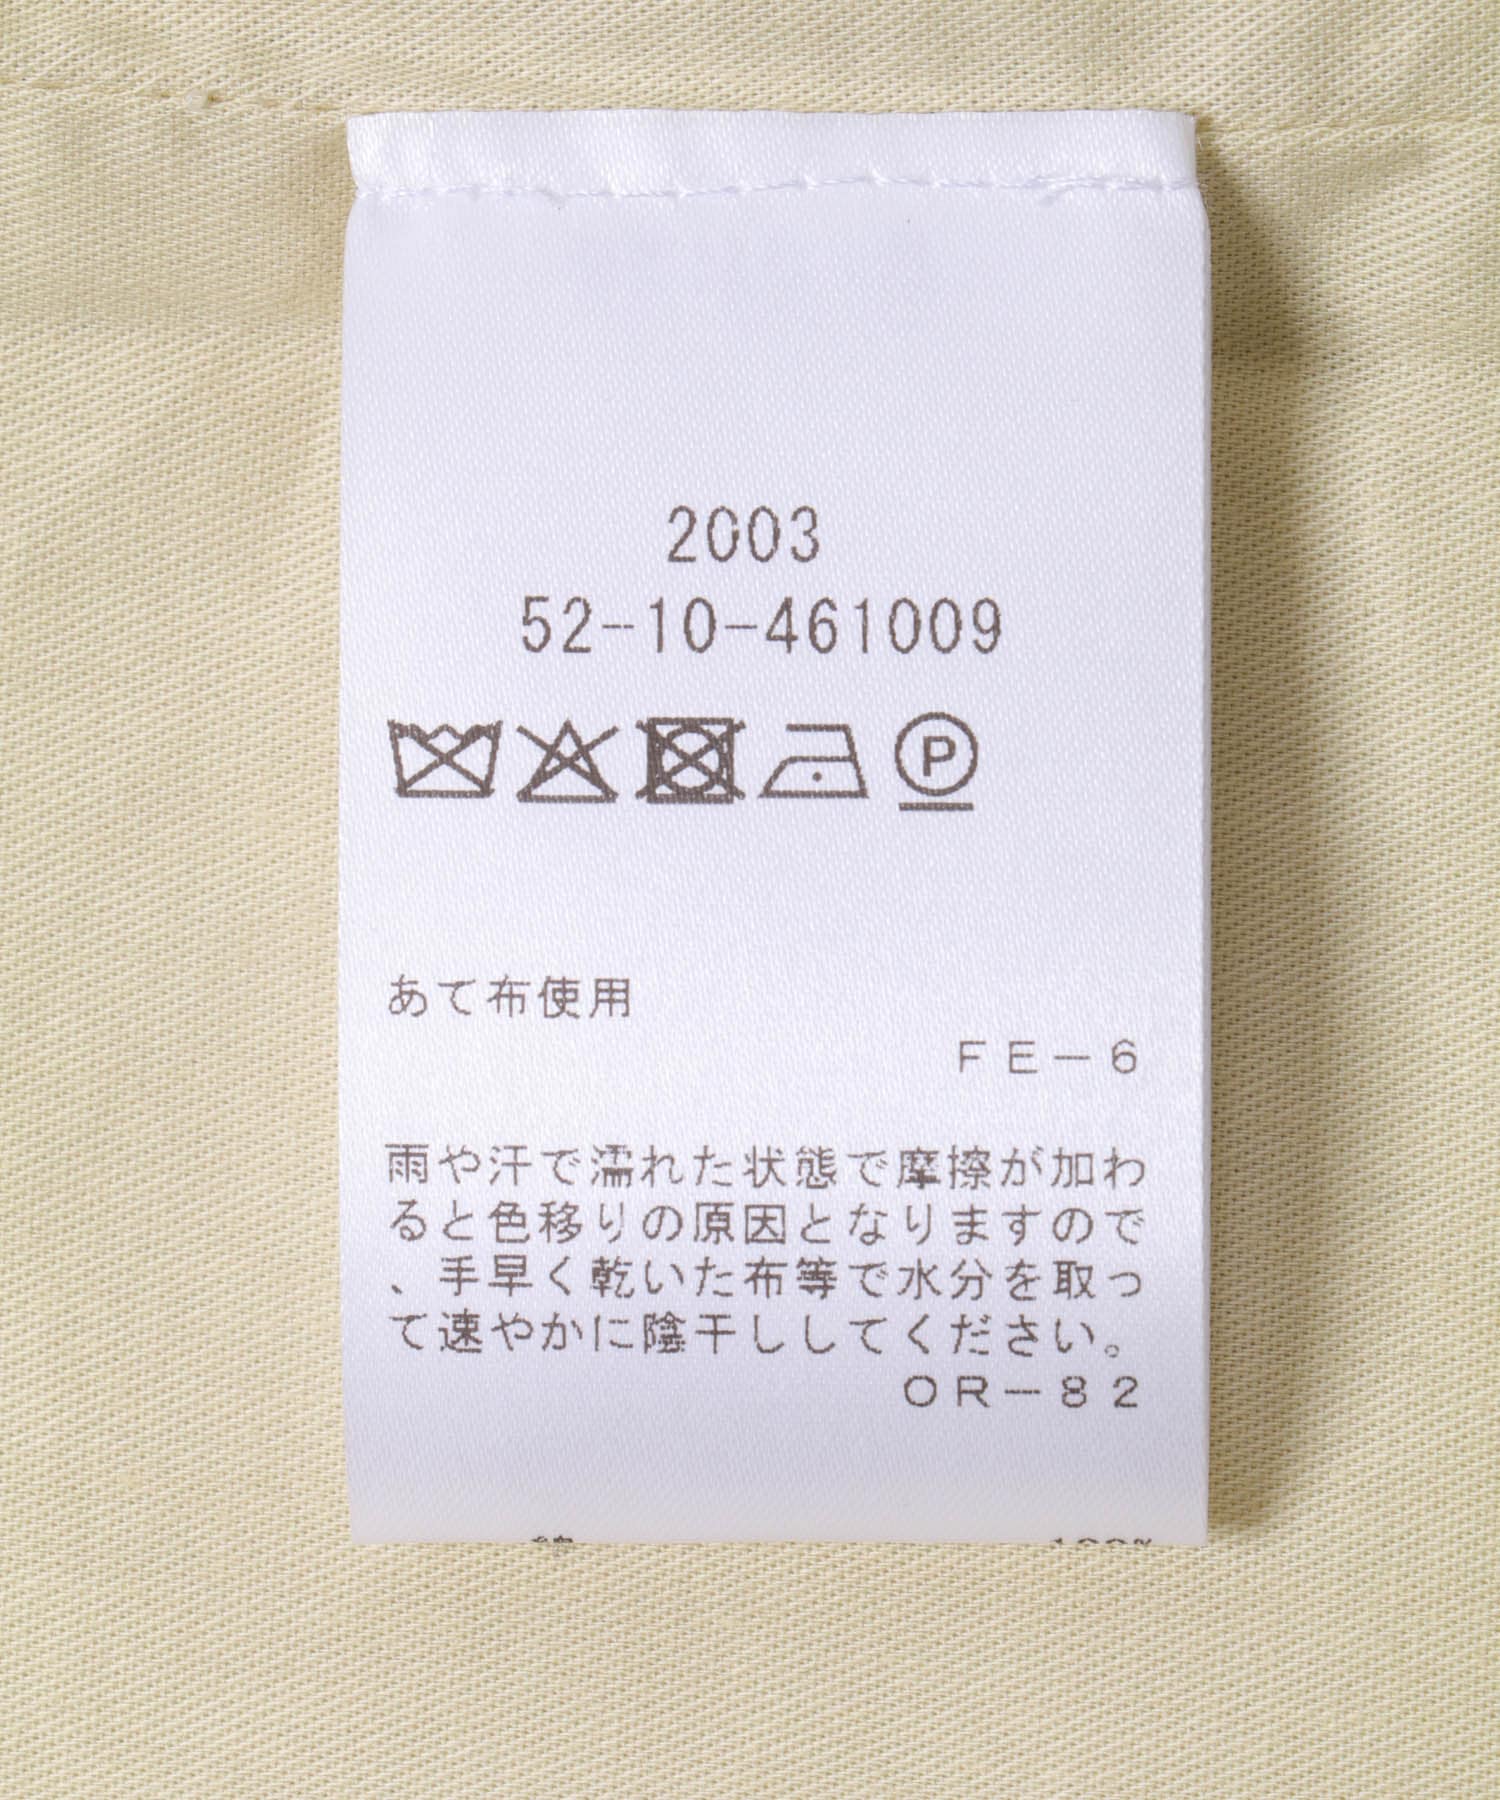 2003
52-10-461009
P
あて布使用
FE-6
雨や汗で濡れた状態で摩擦が加わ
ると色移りの原因となりますので
、手早く乾いた布等で水分を取っ
て速やかに陰干ししてください。
OR-82